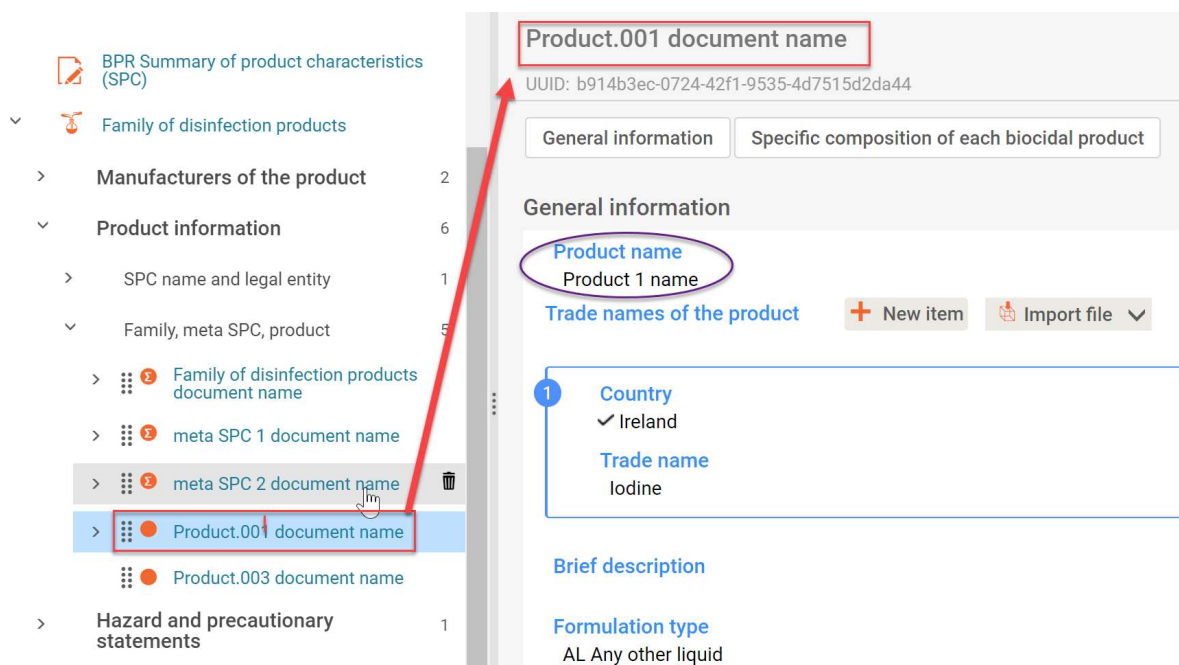 BPR Summary of product characteristics
(SPC)
Family of disinfection products
Manufacturers of the product 2
Product information 6
SPC name and legal entity 1
Family, meta SPC, product 5
Σ Family of disinfection products
document name
Σ meta SPC 1 document name
Σ meta SPC 2 document name
Product.001 document name
Product.003 document name
Hazard and precautionary 1
statements
Product.001 document name
UUID: b914b3ec-0724-42f1-9535-4d7515d2da44
General information Specific composition of each biocidal product
General information
Product name
Product 1 name
Trade names of the product + New item Import file
1 Country
Ireland
Trade name
Iodine
Brief description
Formulation type
AL Any other liquid